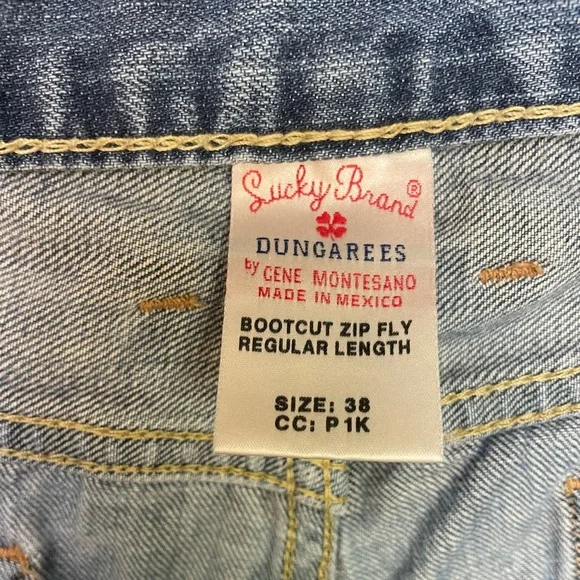 Lucky Brand®
DUNGAREES
by GENE MONTESANO
MADE IN MEXICO
BOOTCUT ZIP FLY
REGULAR LENGTH
SIZE: 38
CC: P1K